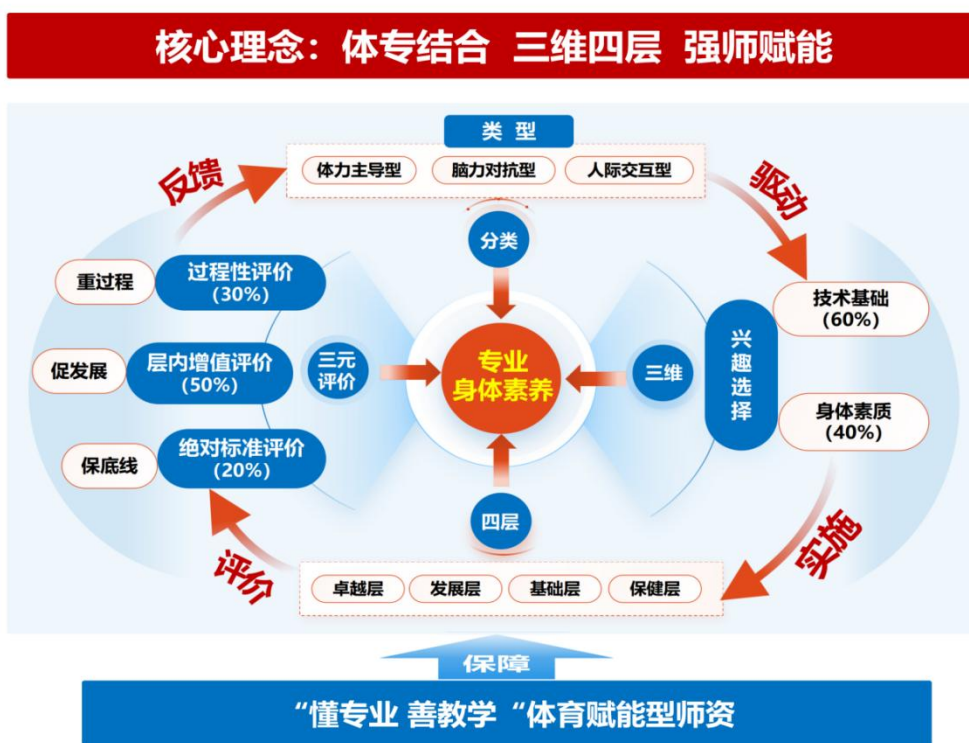 核心理念：体专结合 三维四层 强师赋能
类 型
体力主导型 脑力对抗型 人际交互型
反馈
驱动
分类
重过程
过程性评价
(30%)
促发展
层内增值评价
(50%)
保底线
绝对标准评价
(20%)
三元
评价
专业
身体素养
三维
兴趣选择
技术基础
(60%)
身体素质
(40%)
四层
评价
实施
卓越层 发展层 基础层 保健层
保障
“懂专业 善教学 “体育赋能型师资